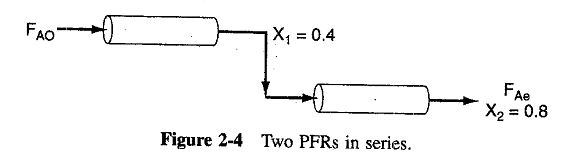 FAO
X1 = 0.4
FAe
X2 = 0.8
Figure 2-4 Two PFRs in series.